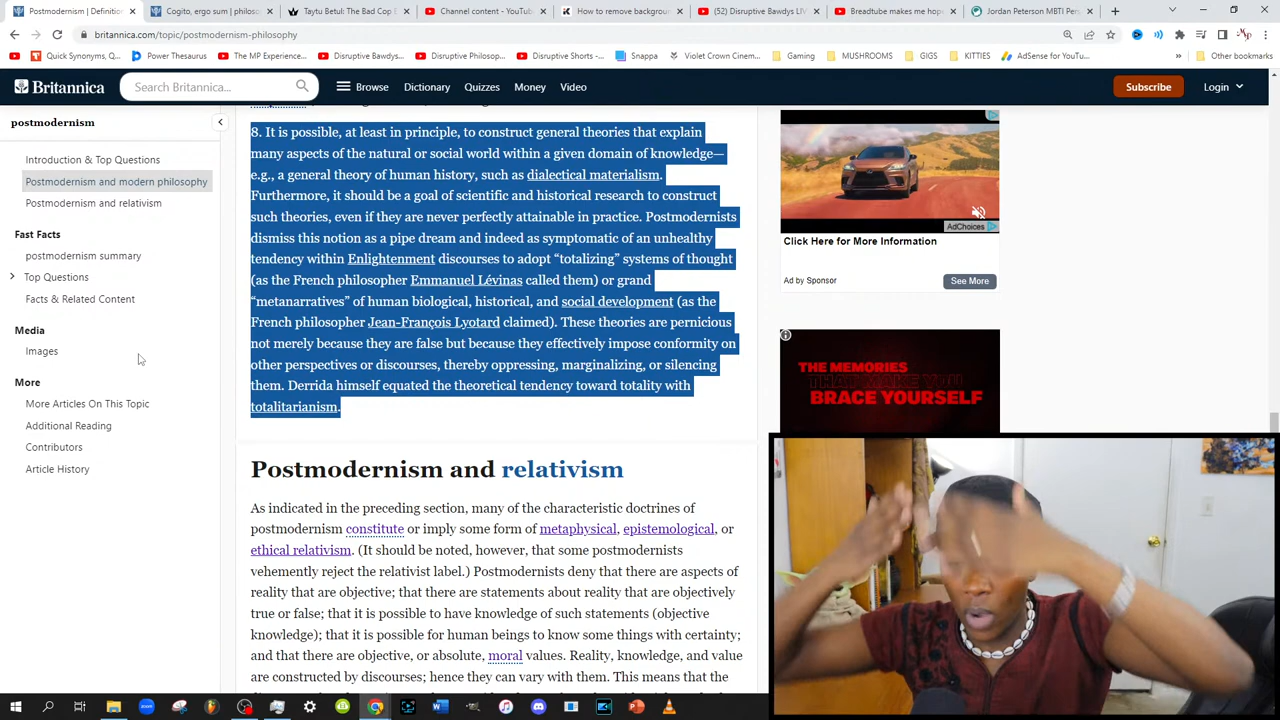 Postmodernism | Definition
Cogito, ergo sum | philosop
Taytu Betul: The Bad Cop |
Channel content - YouTube
How to remove background
(52) Disruptive Bawdys LIV
Breadtube makes me hope
Jordan Peterson MBTI Pers
britannica.com/topic/postmodernism-philosophy
Quick Synonyms, Q...
Power Thesaurus
The MP Experience...
Disruptive Bawdys...
Disruptive Philosop...
Disruptive Shorts -...
Snappa
Violet Crown Cinem...
Gaming
MUSHROOMS
GIGS
KITTIES
AdSense for YouTu...
Other bookmarks
Britannica
Search Britannica...
Browse
Dictionary
Quizzes
Money
Video
Subscribe
Login
postmodernism
Introduction & Top Questions
Postmodernism and modern philosophy
Postmodernism and relativism
Fast Facts
postmodernism summary
Top Questions
Facts & Related Content
Media
Images
More
More Articles On This Topic
Additional Reading
Contributors
Article History
8. It is possible, at least in principle, to construct general theories that explain
many aspects of the natural or social world within a given domain of knowledge—
e.g., a general theory of human history, such as dialectical materialism.
Furthermore, it should be a goal of scientific and historical research to construct
such theories, even if they are never perfectly attainable in practice. Postmodernists
dismiss this notion as a pipe dream and indeed as symptomatic of an unhealthy
tendency within Enlightenment discourses to adopt “totalizing” systems of thought
(as the French philosopher Emmanuel Lévinas called them) or grand
“metanarratives” of human biological, historical, and social development (as the
French philosopher Jean-François Lyotard claimed). These theories are pernicious
not merely because they are false but because they effectively impose conformity on
other perspectives or discourses, thereby oppressing, marginalizing, or silencing
them. Derrida himself equated the theoretical tendency toward totality with
totalitarianism.
Postmodernism and relativism
As indicated in the preceding section, many of the characteristic doctrines of
postmodernism constitute or imply some form of metaphysical, epistemological, or
ethical relativism. (It should be noted, however, that some postmodernists
vehemently reject the relativist label.) Postmodernists deny that there are aspects of
reality that are objective; that there are statements about reality that are objectively
true or false; that it is possible to have knowledge of such statements (objective
knowledge); that it is possible for human beings to know some things with certainty;
and that there are objective, or absolute, moral values. Reality, knowledge, and value
are constructed by discourses; hence they can vary with them. This means that the
AdChoices
Click Here for More Information
Ad by Sponsor
See More
THE MEMORIES
THAT MAKE YOU
BRACE YOURSELF